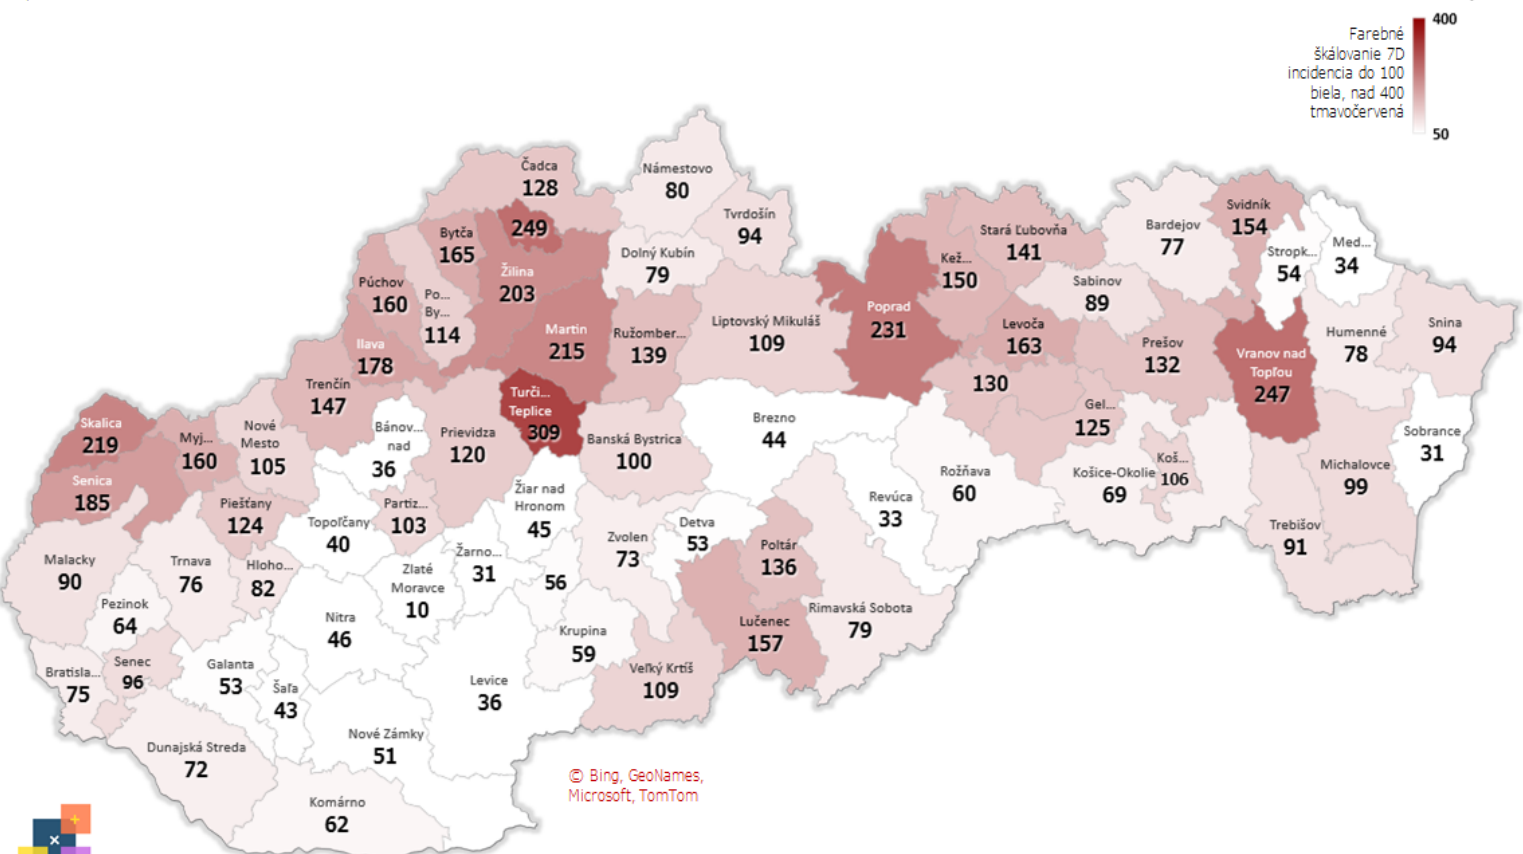 400
Farebné
škálovanie 7D
incidencia do 100
biela, nad 400
tmavočervená
50
Čadca
128
Námestovo
80
Tvrdošín
94
249
Bytča
165
Žilina
203
Dolný Kubín
79
Púchov
160
Po...
By...
114
Ilava
178
Martin
215
Ružomber...
139
Liptovský Mikuláš
109
Poprad
231
Kež...
150
Stará Ľubovňa
141
Sabinov
89
Bardejov
77
Svidník
154
Stropk...
54
Med...
34
Levoča
163
130
Prešov
132
Vranov nad
Topľou
247
Humenné
78
Snina
94
Trenčín
147
Turči...
Teplice
309
Skalica
219
Myj...
160
Nové
Mesto
105
Bánov...
nad
36
Prievidza
120
Banská Bystrica
100
Brezno
44
Gel...
125
Sobrance
31
Senica
185
Piešťany
124
Topoľčany
40
Partiz...
103
Žiar nad
Hronom
45
Rožňava
60
Košice-Okolie
69
Koš...
106
Michalovce
99
Revúca
33
Trebišov
91
Malacky
90
Trnava
76
Hloho...
82
Zlaté
Moravce
10
Žarno...
31
56
Zvolen
73
Detva
53
Poltár
136
Pezinok
64
Nitra
46
Krupina
59
Lučenec
157
Rimavská Sobota
79
Bratisla...
75
Senec
96
Galanta
53
Šaľa
43
Levice
36
Veľký Krtíš
109
Dunajská Streda
72
Nové Zámky
51
Komárno
62
© Bing, GeoNames,
Microsoft, TomTom